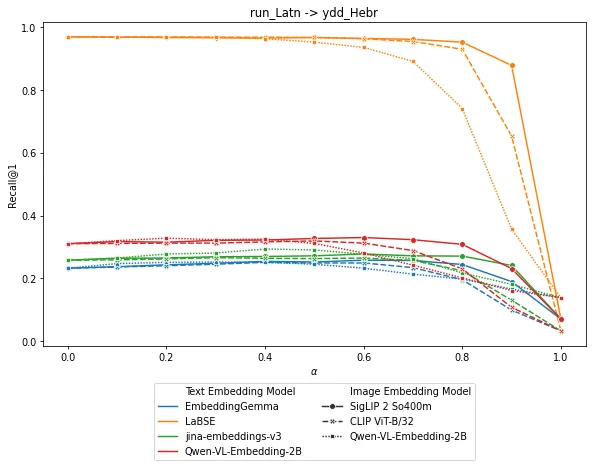 run_Latn -> ydd_Hebr
Recall@1
1.0
0.8
0.6
0.4
0.2
0.0
0.0 0.2 0.4 0.6 0.8 1.0
α
Text Embedding Model
EmbeddingGemma
LaBSE
jina-embeddings-v3
Qwen-VL-Embedding-2B
Image Embedding Model
SigLIP 2 So400m
CLIP ViT-B/32
Qwen-VL-Embedding-2B